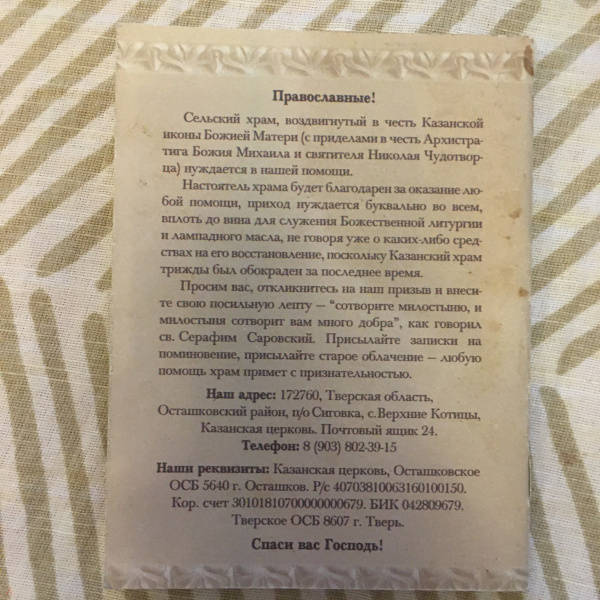 Православные!
Сельский храм, воздвигнутый в честь Казанской
иконы Божией Матери (с приделами в честь Архистра-
тига Божия Михаила и святителя Николая Чудотвор-
ца) нуждается в нашей помощи.
Настоятель храма будет благодарен за оказание лю-
бой помощи, приход нуждается буквально во всем,
вплоть до вина для служения Божественной литургии
и лампадного масла, не говоря уже о каких-либо сред-
ствах на его восстановление, поскольку Казанский храм
трижды был обкраден за последнее время.
Просим вас, откликнитесь на наш призыв и внеси-
те свою посильную лепту – “сотворите милостыню, и
милостыня сотворит вам много добра”, как говорил
св. Серафим Саровский. Присылайте записки на
поминовение, присылайте старое облачение – любую
помощь храм примет с признательностью.
Наш адрес: 172760, Тверская область,
Осташковский район, п/о Сиговка, с. Верхние Котицы,
Казанская церковь. Почтовый ящик 24.
Телефон: 8 (903) 802-39-15
Наши реквизиты: Казанская церковь, Осташковское
ОСБ 5640 г. Осташков. Р/с 40703810063160100150.
Кор. счет 30101810700000000679. БИК 042809679.
Тверское ОСБ 8607 г. Тверь.
Спаси вас Господь!